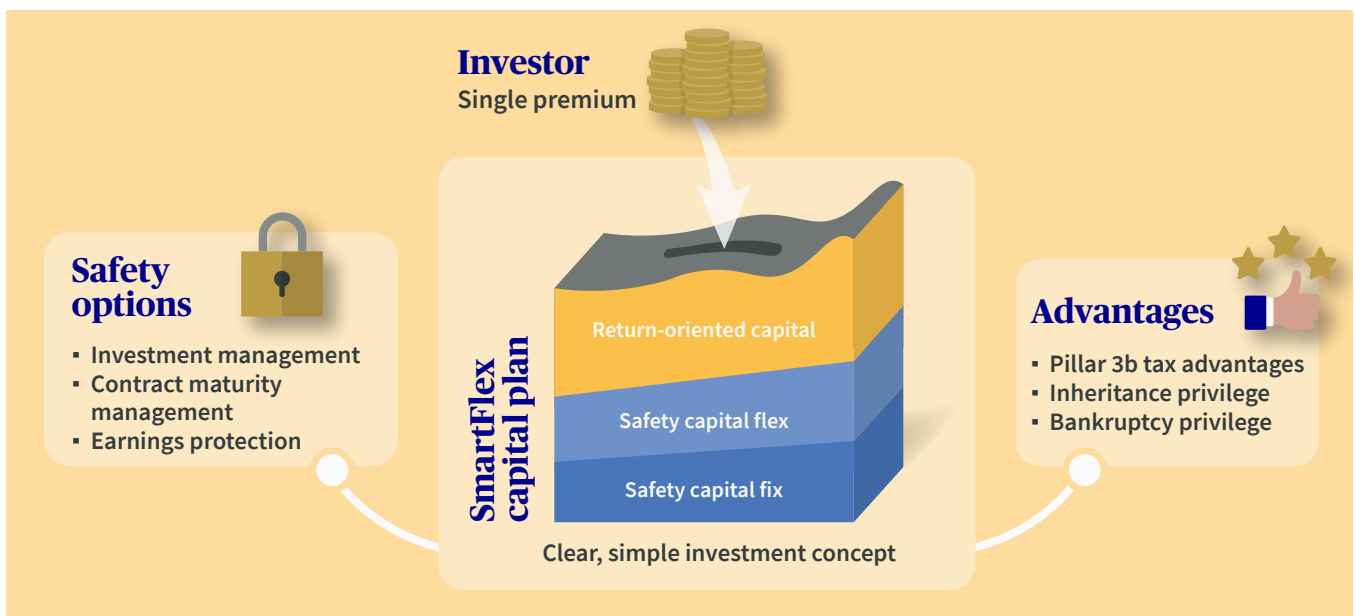 Investor
Single premium
Safety
options
▪ Investment management
▪ Contract maturity
management
▪ Earnings protection
SmartFlex
capital plan
Return-oriented capital
Safety capital flex
Safety capital fix
Clear, simple investment concept
Advantages
▪ Pillar 3b tax advantages
▪ Inheritance privilege
▪ Bankruptcy privilege